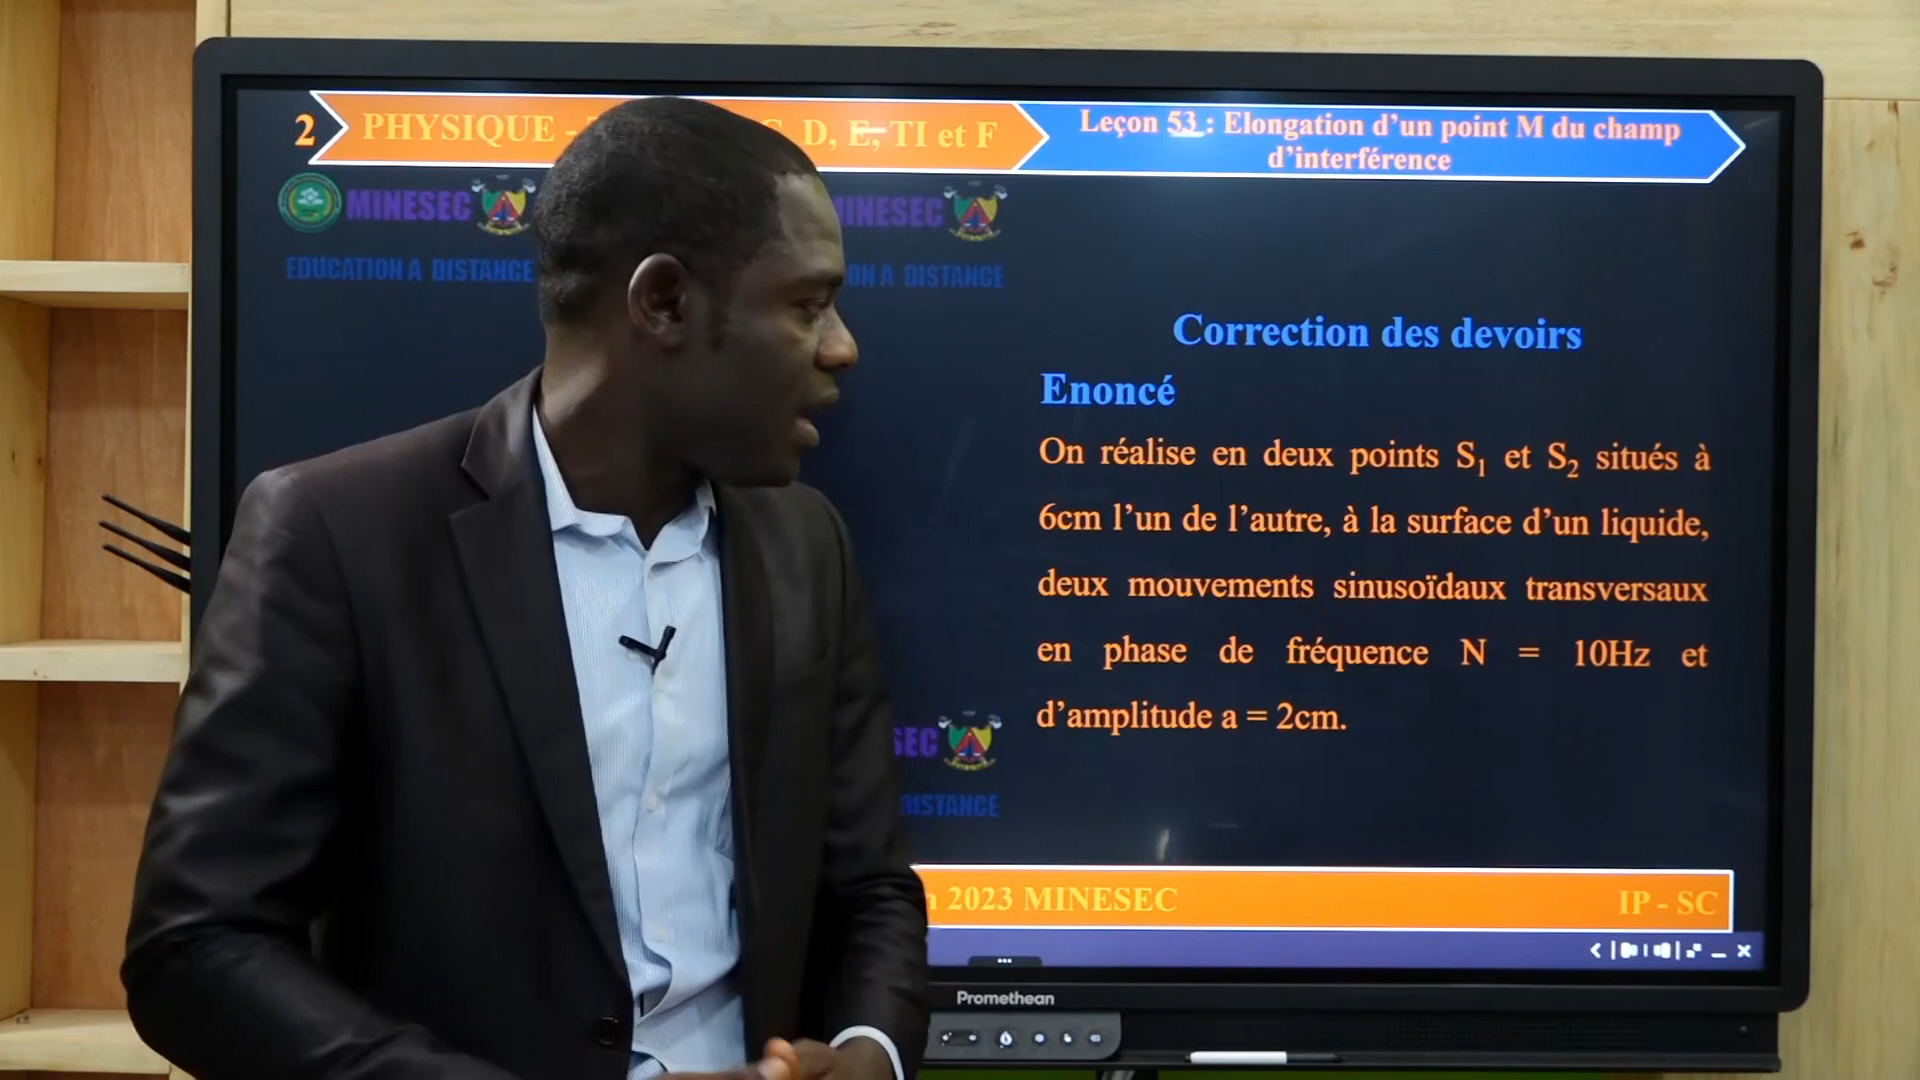 2
PHYSIQUE -
D, E, TI et F
Leçon 53 : Elongation d’un point M du champ
d’interférence
MINESEC
MINESEC
EDUCATION A DISTANCE
ON A DISTANCE
Correction des devoirs
Enoncé
On réalise en deux points S₁ et S₂ situés à
6cm l’un de l’autre, à la surface d’un liquide,
deux mouvements sinusoïdaux transversaux
en phase de fréquence N = 10Hz et
d’amplitude a = 2cm.
SEC
DISTANCE
2023 MINESEC
IP - SC
Promethean